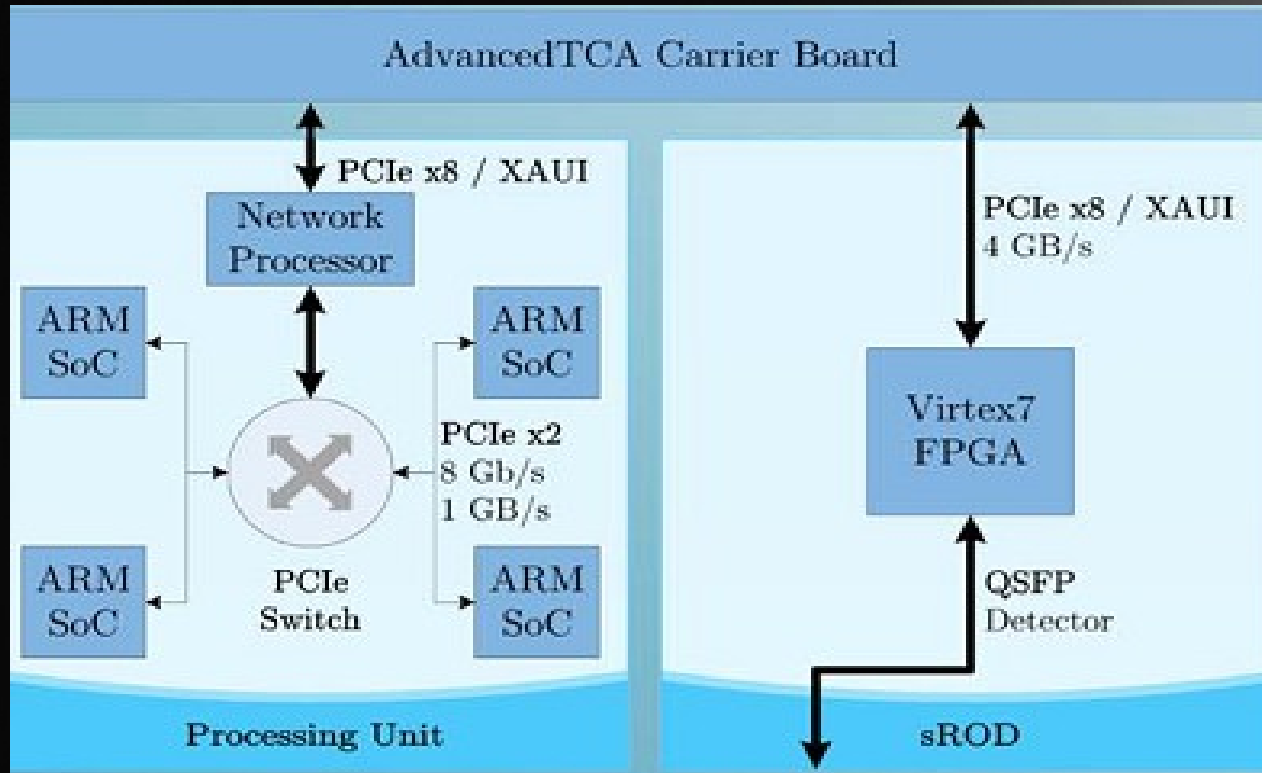 AdvancedTCA Carrier Board
PCIe x8 / XAUI
Network
Processor
ARM
SoC
ARM
SoC
PCIe x2
8 Gb/s
1 GB/s
ARM
SoC
PCIe
Switch
ARM
SoC
Processing Unit
PCIe x8 / XAUI
4 GB/s
Virtex7
FPGA
QSFP
Detector
sROD